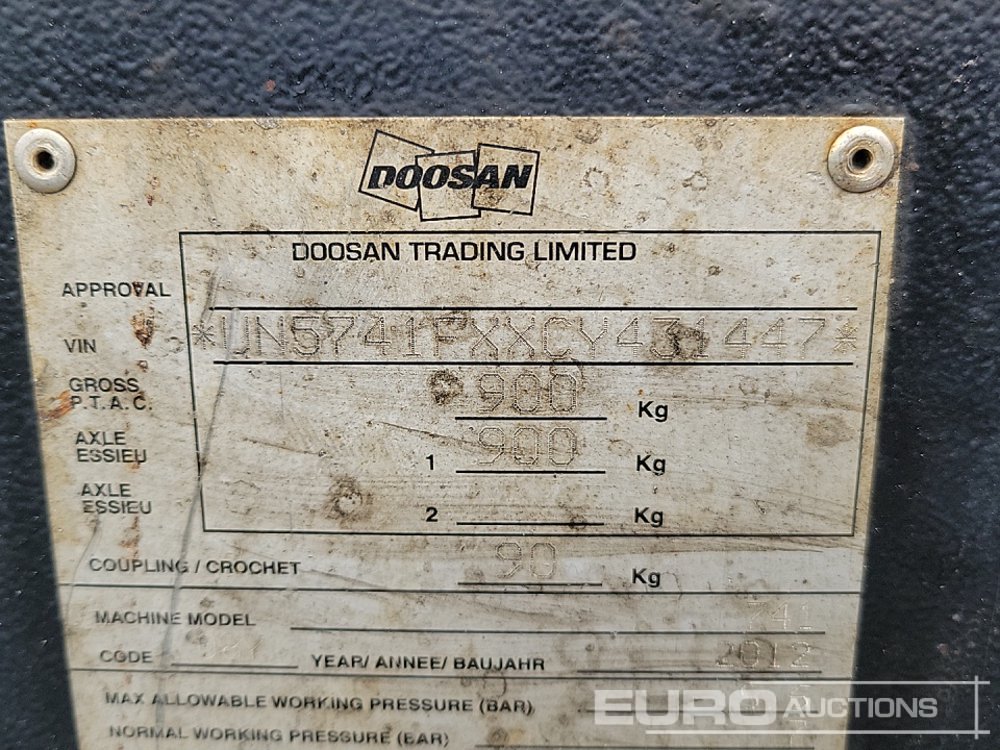 DOOSAN
DOOSAN TRADING LIMITED
APPROVAL
VIN *UN5741FXXCY431447*
GROSS P.T.A.C. 900 Kg
AXLE ESSIEU 1 900 Kg
AXLE ESSIEU 2 Kg
COUPLING / CROCHET 90 Kg
MACHINE MODEL 741
CODE YEAR/ ANNEE/ BAUJAHR 2012
MAX ALLOWABLE WORKING PRESSURE (BAR)
NORMAL WORKING PRESSURE (BAR)
EURO AUCTIONS